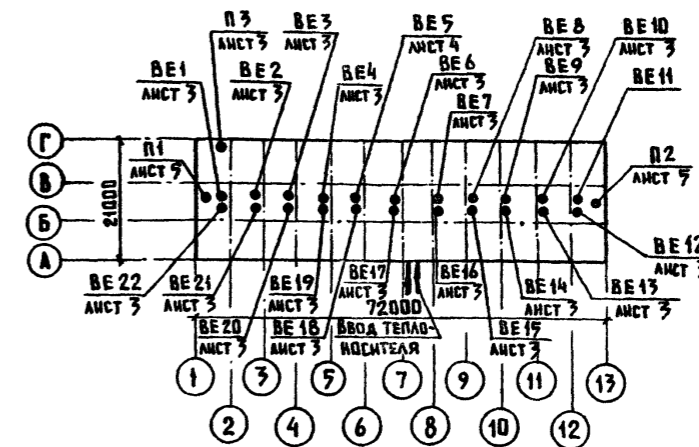 П3
ЛИСТ 3
ВЕ3
ЛИСТ 3
ВЕ5
ЛИСТ 4
ВЕ8
ЛИСТ 3
ВЕ10
ЛИСТ 3
ВЕ1
ЛИСТ 3
ВЕ2
ЛИСТ 3
ВЕ4
ЛИСТ 3
ВЕ6
ЛИСТ 3
ВЕ7
ЛИСТ 3
ВЕ9
ЛИСТ 3
ВЕ11
Г
В
Б
А
21000
П1
ЛИСТ 5
П2
ЛИСТ 5
ВЕ12
ВЕ22
ЛИСТ 3
ВЕ21
ЛИСТ 3
ВЕ19
ЛИСТ 3
ВЕ17
ЛИСТ 3
ВЕ16
ЛИСТ 3
ВЕ14
ЛИСТ 3
ВЕ13
ЛИСТ 3
72000
ВЕ20
ЛИСТ 3
ВЕ18
ЛИСТ 3
ВВОД ТЕПЛО-
НОСИТЕЛЯ
ВЕ15
ЛИСТ 3
1 3 5 7 9 11 13
2 4 6 8 10 12